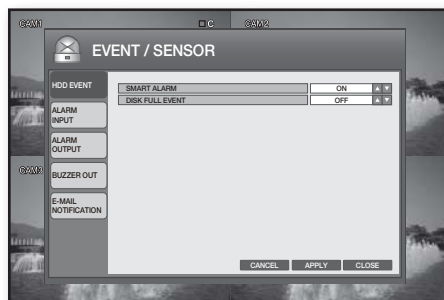 CAM1
C
CAM2
EVENT / SENSOR
HDD EVENT
SMART ALARM ON
DISK FULL EVENT OFF
ALARM
INPUT
ALARM
OUTPUT
CAM3
BUZZER OUT
E-MAIL
NOTIFICATION
CANCEL APPLY CLOSE